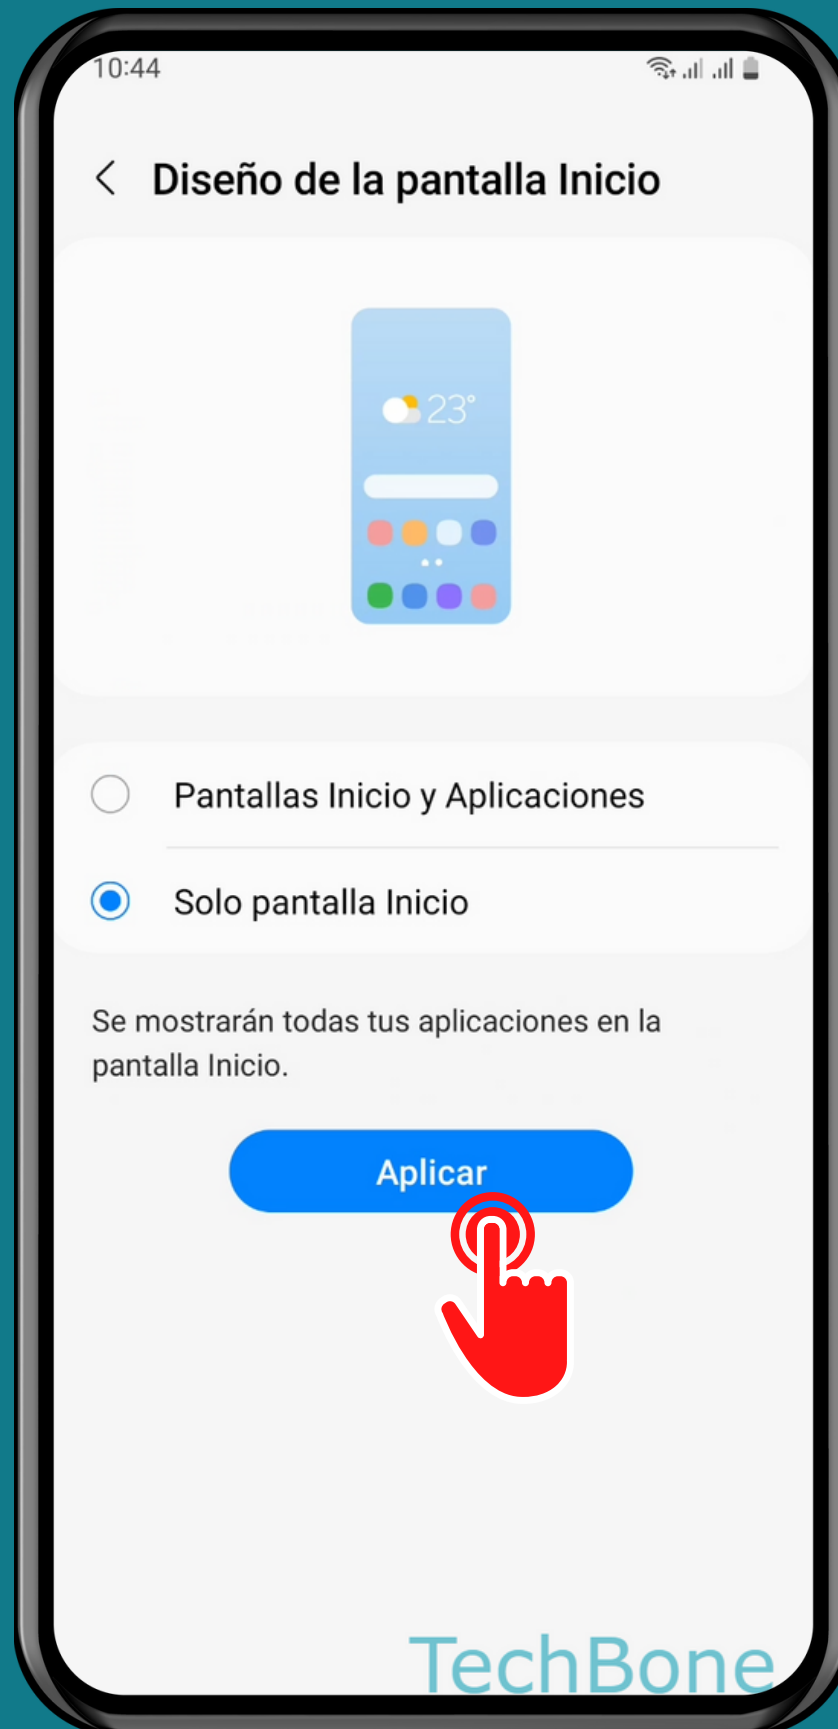 10:44
Diseño de la pantalla Inicio
23°
Pantallas Inicio y Aplicaciones
Solo pantalla Inicio
Se mostrarán todas tus aplicaciones en la
pantalla Inicio.
Aplicar
TechBone